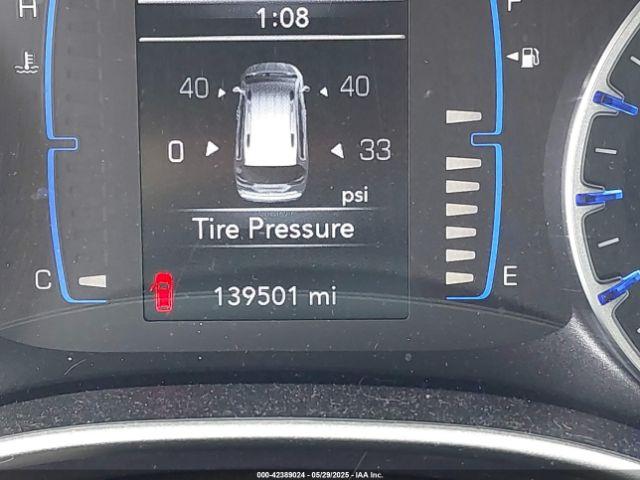 H 1:08 F
40 40
0 33
psi
Tire Pressure
C E
139501 mi
000-42389024 - 05/29/2025 - IAA Inc.